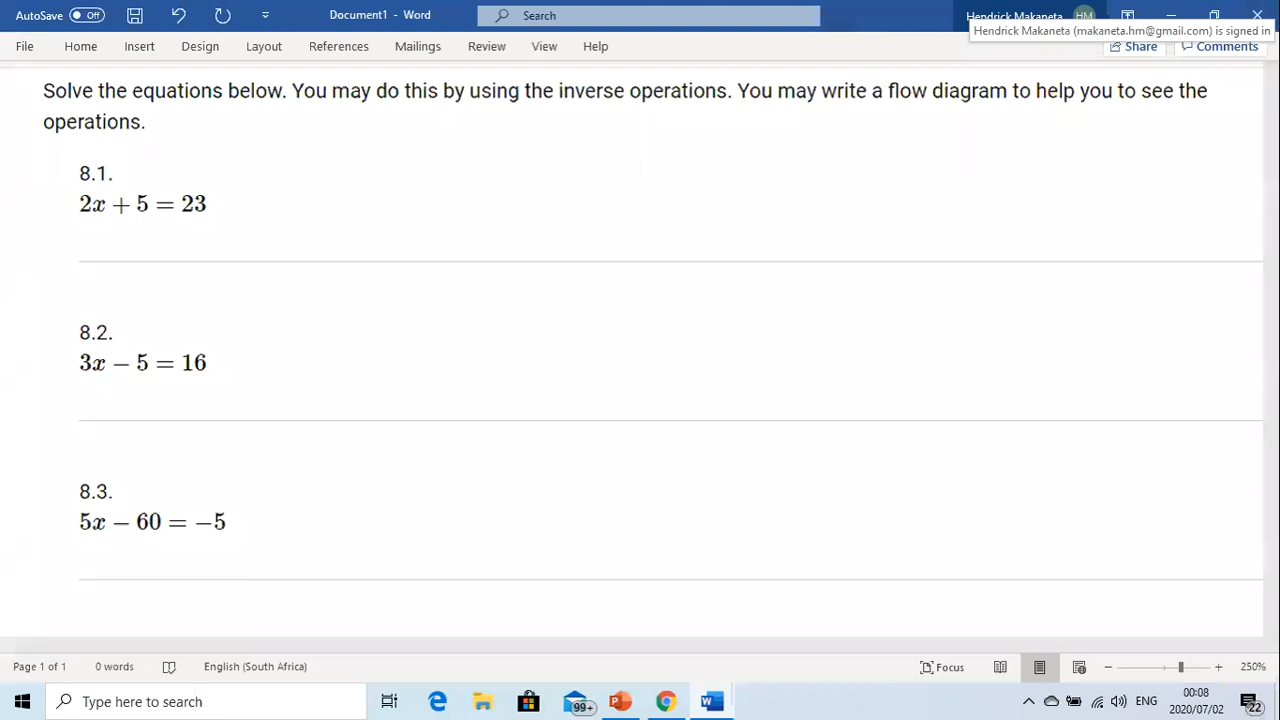 AutoSave Off Document1 - Word Search Hendrick Makaneta HM
Hendrick Makaneta (makaneta.hm@gmail.com) is signed in
File Home Insert Design Layout References Mailings Review View Help Share Comments
Solve the equations below. You may do this by using the inverse operations. You may write a flow diagram to help you to see the
operations.
8.1.
2x + 5 = 23
8.2.
3x − 5 = 16
8.3.
5x − 60 = −5
Page 1 of 1 0 words English (South Africa) Focus 250%
Type here to search 99+ ENG 00:08
2020/07/02 22